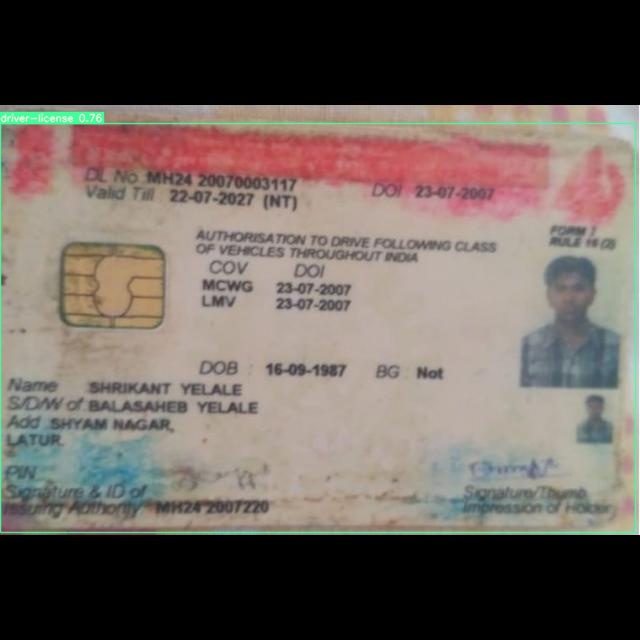 driver-license 0.76
DL No MH24 20070003117 DOI 23-07-2007
Valid Till 22-07-2027 (NT)
FORM 7
RULE 16 (2)
AUTHORISATION TO DRIVE FOLLOWING CLASS
OF VEHICLES THROUGHOUT INDIA
COV DOI
MCWG 23-07-2007
LMV 23-07-2007
DOB : 16-09-1987 BG : Not
Name SHRIKANT YELALE
S/D/W of BALASAHEB YELALE
Add SHYAM NAGAR,
LATUR.
PIN
Signature & ID of
Issuing Authority MH24 2007220
Signature/Thumb
Impression of Holder